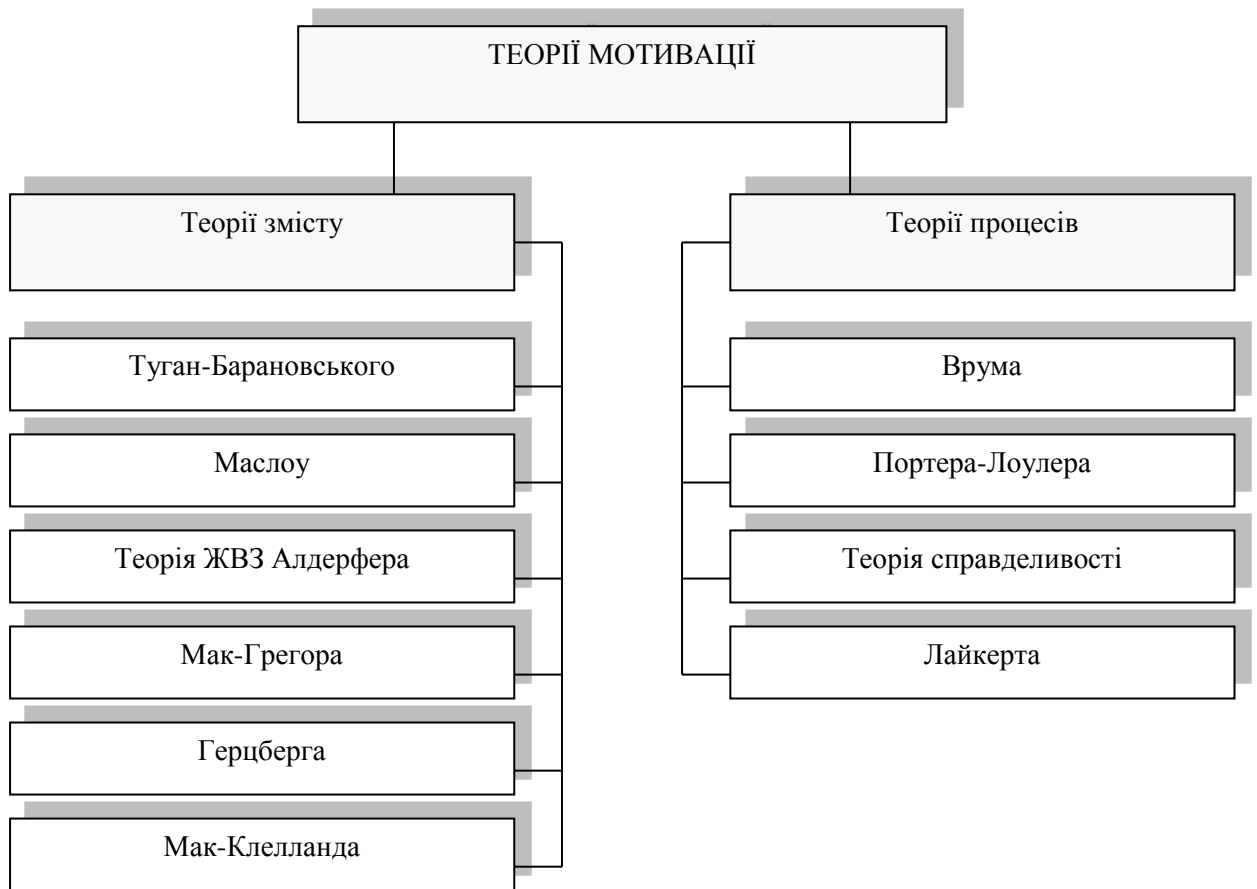 ТЕОРІЇ МОТИВАЦІЇ
Теорії змісту
Туган-Барановського
Маслоу
Теорія ЖВЗ Алдерфера
Мак-Грегора
Герцберга
Мак-Клелланда
Теорії процесів
Врума
Портера-Лоулера
Теорія справделивості
Лайкерта